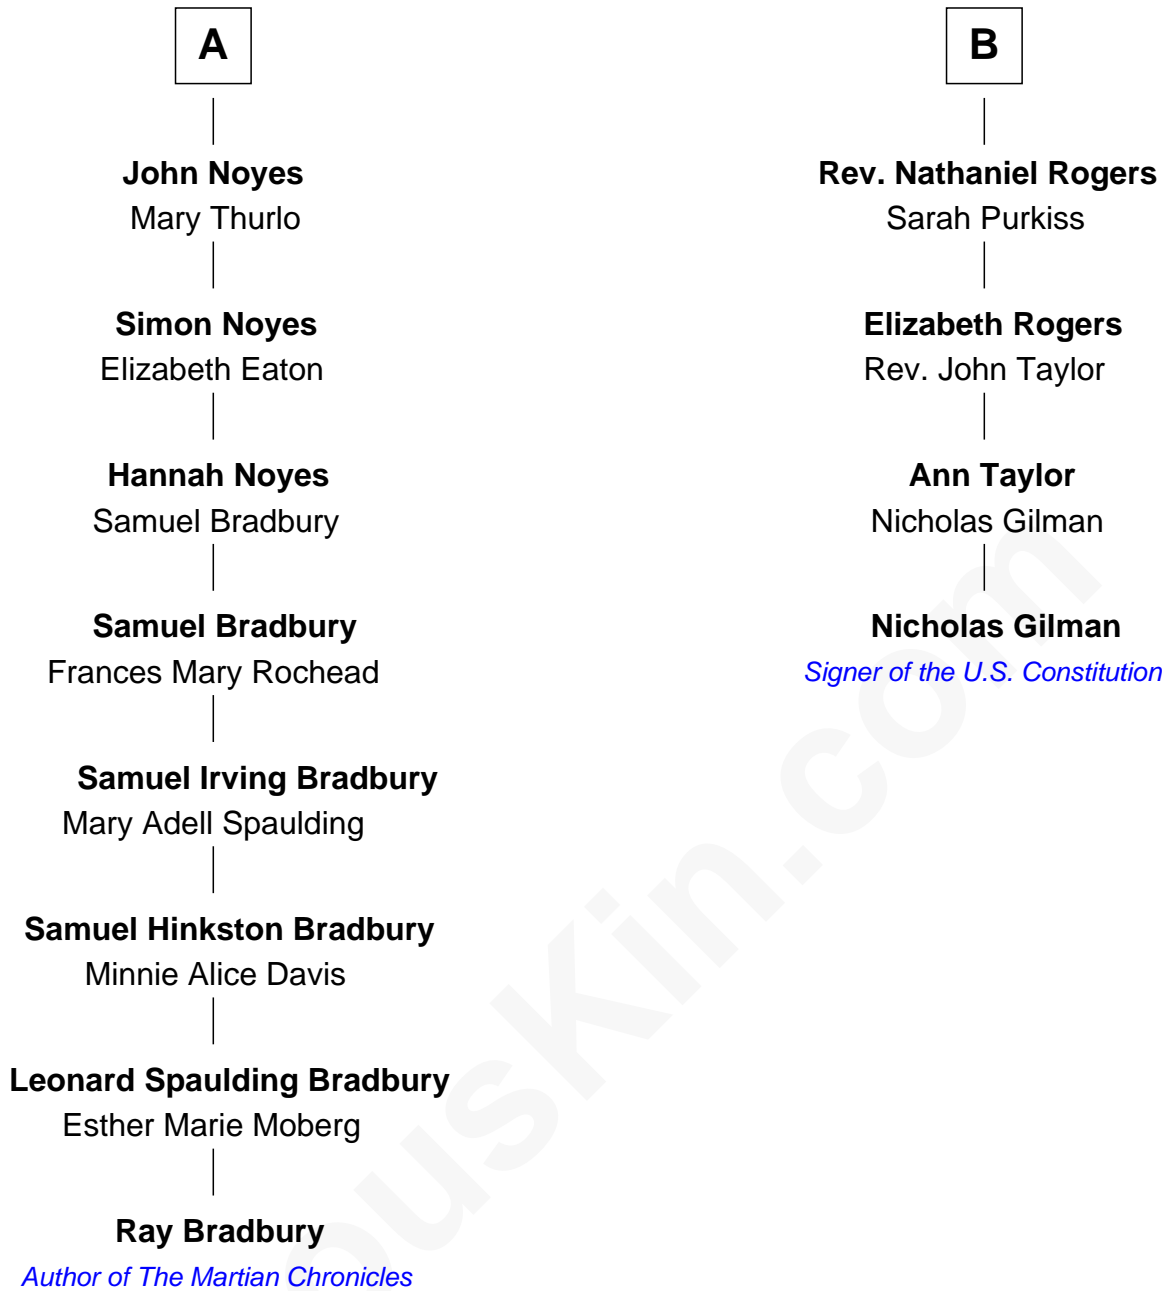 A
John Noyes
Mary Thurlo
Simon Noyes
Elizabeth Eaton
Hannah Noyes
Samuel Bradbury
Samuel Bradbury
Frances Mary Rochead
Samuel Irving Bradbury
Mary Adell Spaulding
Samuel Hinkston Bradbury
Minnie Alice Davis
Leonard Spaulding Bradbury
Esther Marie Moberg
Ray Bradbury
Author of The Martian Chronicles
B
Rev. Nathaniel Rogers
Sarah Purkiss
Elizabeth Rogers
Rev. John Taylor
Ann Taylor
Nicholas Gilman
Nicholas Gilman
Signer of the U.S. Constitution
ousKin.com